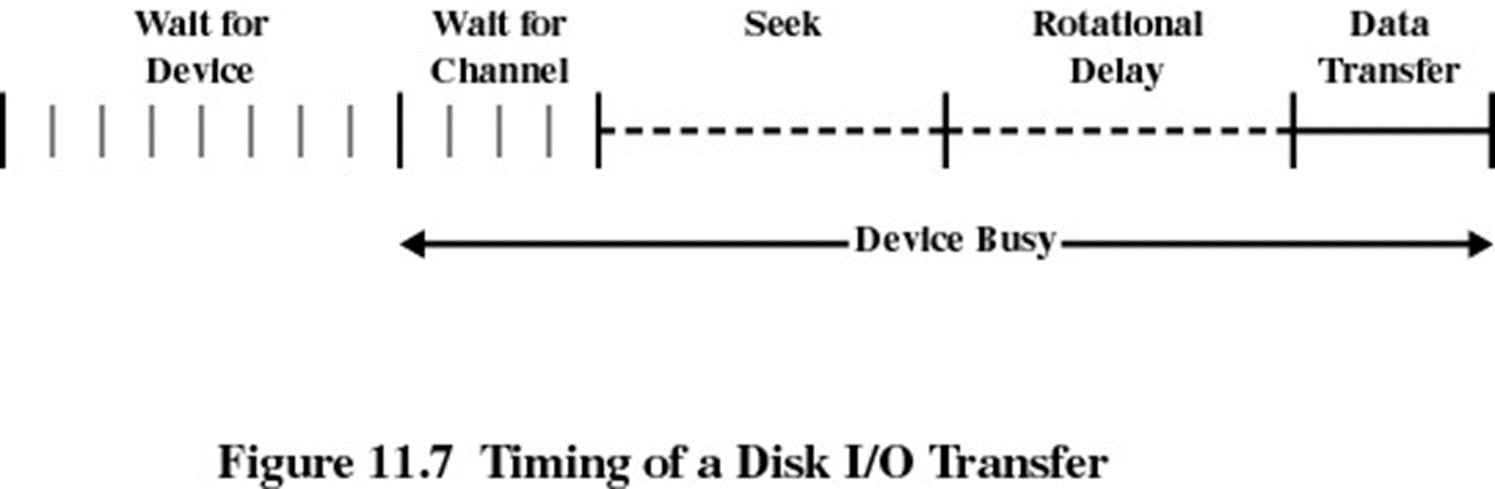 Wait for
Device
Wait for
Channel
Seek
Rotational
Delay
Data
Transfer
Device Busy
Figure 11.7 Timing of a Disk I/O Transfer